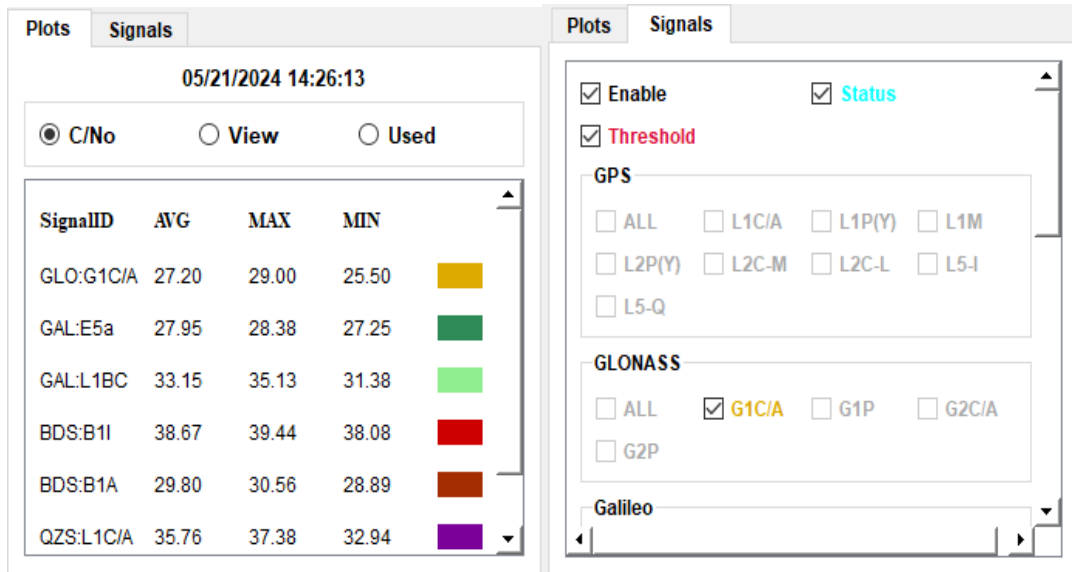 Plots Signals
05/21/2024 14:26:13
C/No View Used
SignalID AVG MAX MIN
GLO:G1C/A 27.20 29.00 25.50
GAL:E5a 27.95 28.38 27.25
GAL:L1BC 33.15 35.13 31.38
BDS:B1I 38.67 39.44 38.08
BDS:B1A 29.80 30.56 28.89
QZS:L1C/A 35.76 37.38 32.94
Plots Signals
Enable Status
Threshold
GPS
ALL L1C/A L1P(Y) L1M
L2P(Y) L2C-M L2C-L L5-I
L5-Q
GLONASS
ALL G1C/A G1P G2C/A
G2P
Galileo